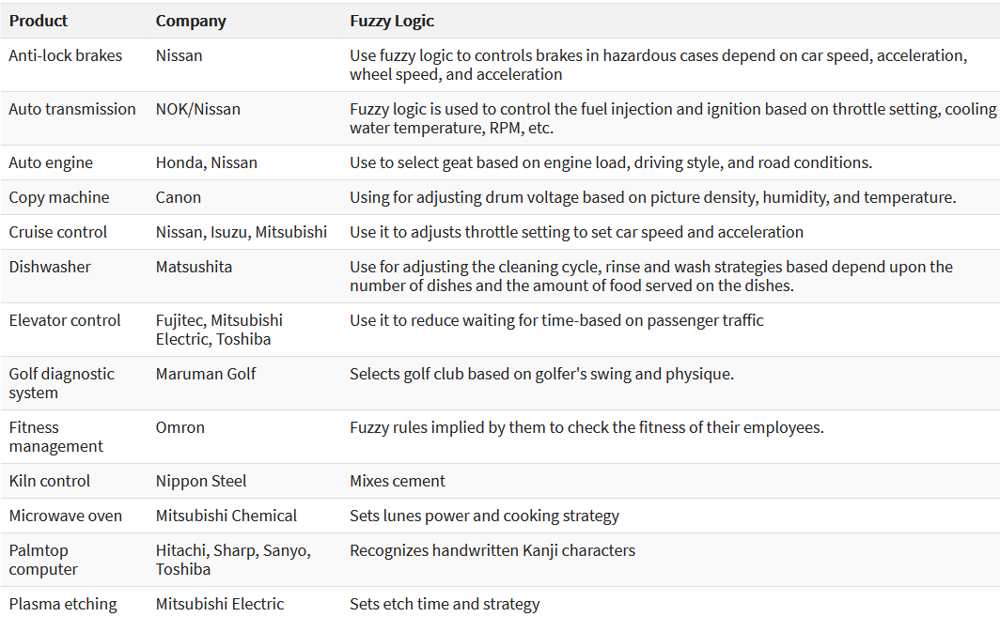 Product Company Fuzzy Logic
Anti-lock brakes Nissan Use fuzzy logic to controls brakes in hazardous cases depend on car speed, acceleration,
wheel speed, and acceleration
Auto transmission NOK/Nissan Fuzzy logic is used to control the fuel injection and ignition based on throttle setting, cooling
water temperature, RPM, etc.
Auto engine Honda, Nissan Use to select geat based on engine load, driving style, and road conditions.
Copy machine Canon Using for adjusting drum voltage based on picture density, humidity, and temperature.
Cruise control Nissan, Isuzu, Mitsubishi Use it to adjusts throttle setting to set car speed and acceleration
Dishwasher Matsushita Use for adjusting the cleaning cycle, rinse and wash strategies based depend upon the
number of dishes and the amount of food served on the dishes.
Elevator control Fujitec, Mitsubishi Use it to reduce waiting for time-based on passenger traffic
Electric, Toshiba
Golf diagnostic Maruman Golf Selects golf club based on golfer's swing and physique.
system
Fitness Omron Fuzzy rules implied by them to check the fitness of their employees.
management
Kiln control Nippon Steel Mixes cement
Microwave oven Mitsubishi Chemical Sets lunes power and cooking strategy
Palmtop Hitachi, Sharp, Sanyo, Recognizes handwritten Kanji characters
computer Toshiba
Plasma etching Mitsubishi Electric Sets etch time and strategy